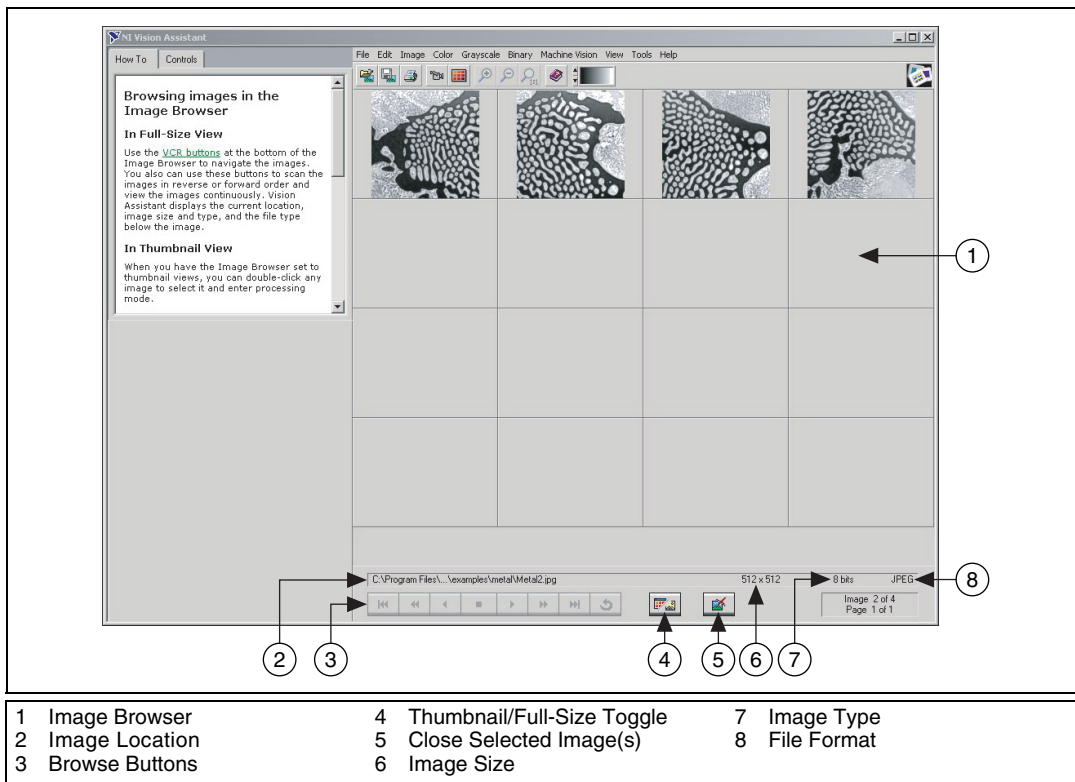 NI Vision Assistant
How To Controls
File Edit Image Color Grayscale Binary Machine Vision View Tools Help
Browsing images in the
Image Browser
In Full-Size View
Use the VCR buttons at the bottom of the
Image Browser to navigate the images.
You also can use these buttons to scan the
images in reverse or forward order and
view the images continuously. Vision
Assistant displays the current location,
image size and type, and the file type
below the image.
In Thumbnail View
When you have the Image Browser set to
thumbnail views, you can double-click any
image to select it and enter processing
mode.
1
C:\Program Files\...\examples\metal\Metal2.jpg 512 x 512 8 bits JPEG
8
Image 2 of 4
Page 1 of 1
2 3 4 5 6 7
1 Image Browser
2 Image Location
3 Browse Buttons
4 Thumbnail/Full-Size Toggle
5 Close Selected Image(s)
6 Image Size
7 Image Type
8 File Format